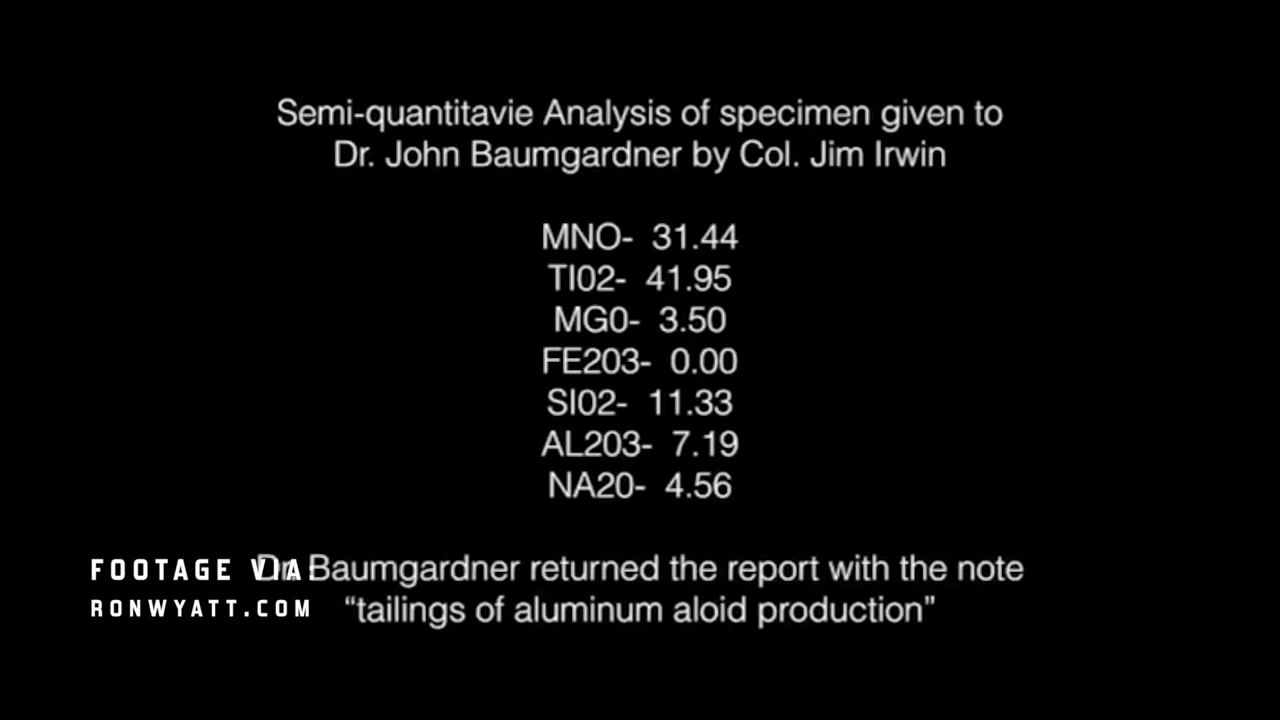 Semi-quantitavie Analysis of specimen given to
Dr. John Baumgardner by Col. Jim Irwin
MNO- 31.44
TI02- 41.95
MG0- 3.50
FE203- 0.00
SI02- 11.33
AL203- 7.19
NA20- 4.56
Dr. Baumgardner returned the report with the note
“tailings of aluminum aloid production”
FOOTAGE VIA:
RONWYATT.COM